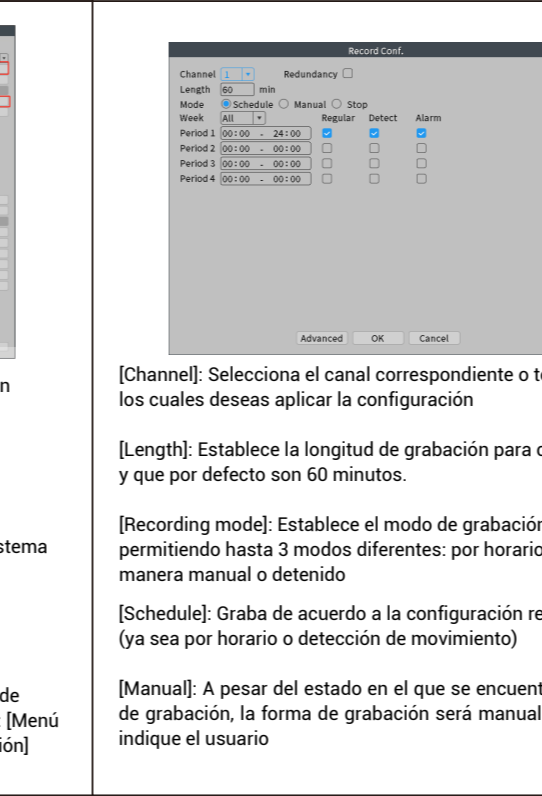 n
stema
de
[Menú
ión]
Record Conf.
Channel 1 Redundancy
Length 60 min
Mode Schedule Manual Stop
Week All Regular Detect Alarm
Period 1 00:00 - 24:00
Period 2 00:00 - 00:00
Period 3 00:00 - 00:00
Period 4 00:00 - 00:00
Advanced OK Cancel
[Channel]: Selecciona el canal correspondiente o t
los cuales deseas aplicar la configuración
[Length]: Establece la longitud de grabación para
y que por defecto son 60 minutos.
[Recording mode]: Establece el modo de grabación
permitiendo hasta 3 modos diferentes: por horario
manera manual o detenido
[Schedule]: Graba de acuerdo a la configuración re
(ya sea por horario o detección de movimiento)
[Manual]: A pesar del estado en el que se encuent
de grabación, la forma de grabación será manual
indique el usuario